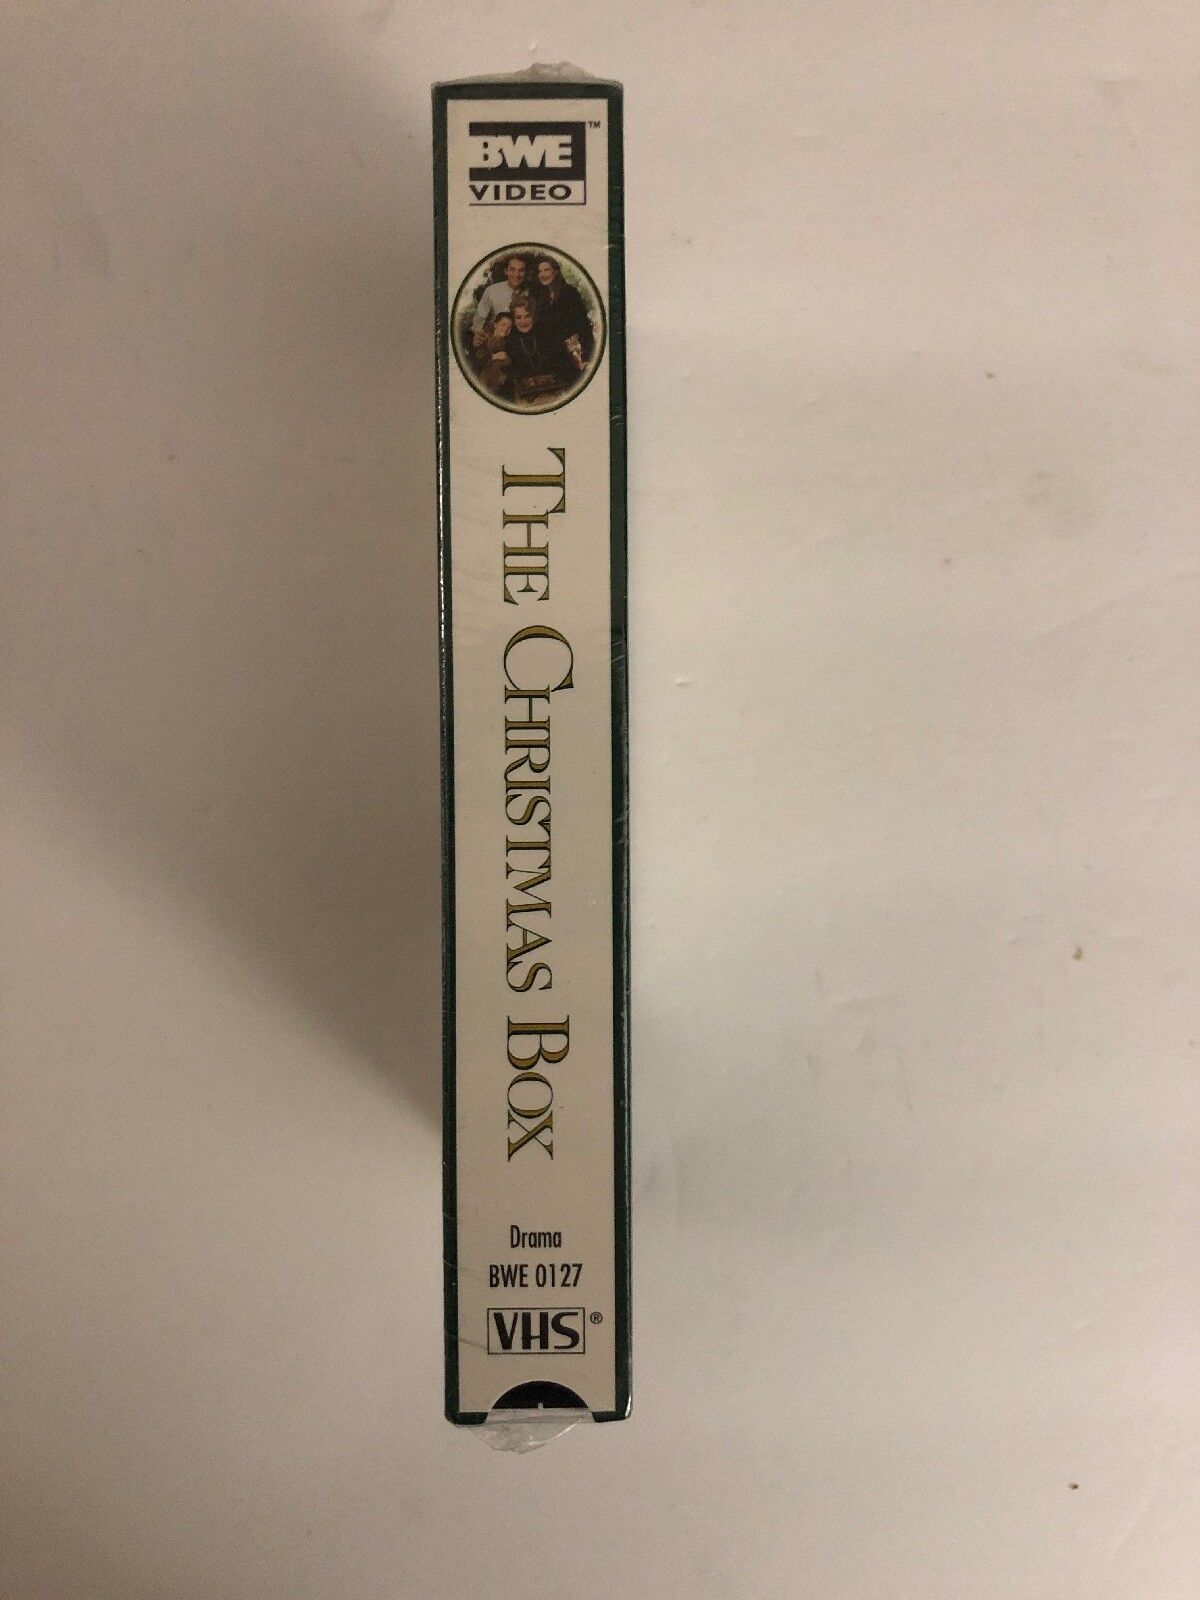 BWE™
VIDEO
THE CHRISTMAS BOX
Drama
BWE 0127
VHS®